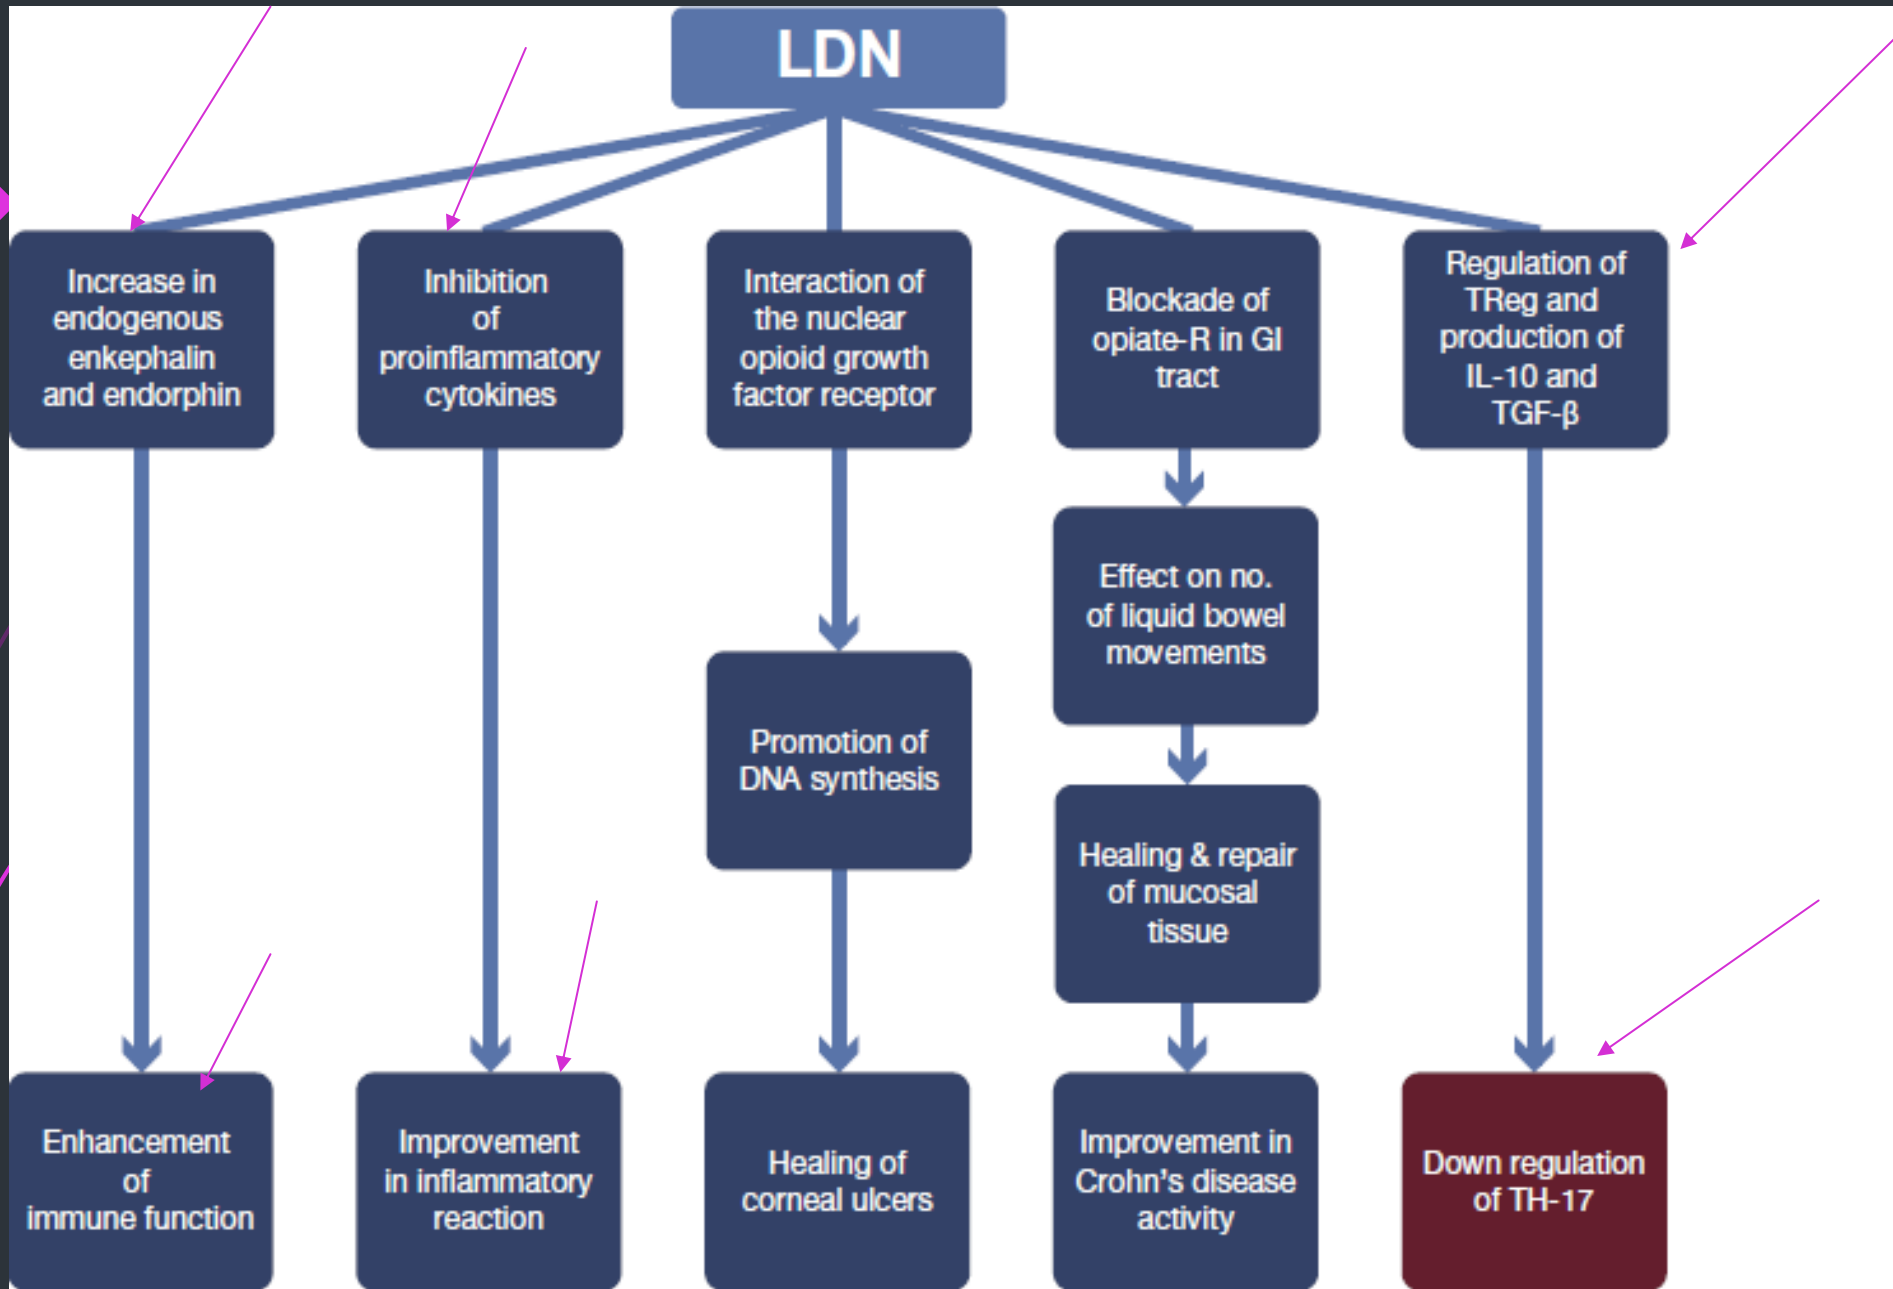 LDN
Increase in
endogenous
enkephalin
and endorphin
Inhibition
of
proinflammatory
cytokines
Interaction of
the nuclear
opioid growth
factor receptor
Blockade of
opiate-R in GI
tract
Regulation of
TReg and
production of
IL-10 and
TGF-β
Effect on no.
of liquid bowel
movements
Promotion of
DNA synthesis
Healing & repair
of mucosal
tissue
Enhancement
of
immune function
Improvement
in inflammatory
reaction
Healing of
corneal ulcers
Improvement in
Crohn's disease
activity
Down regulation
of TH-17